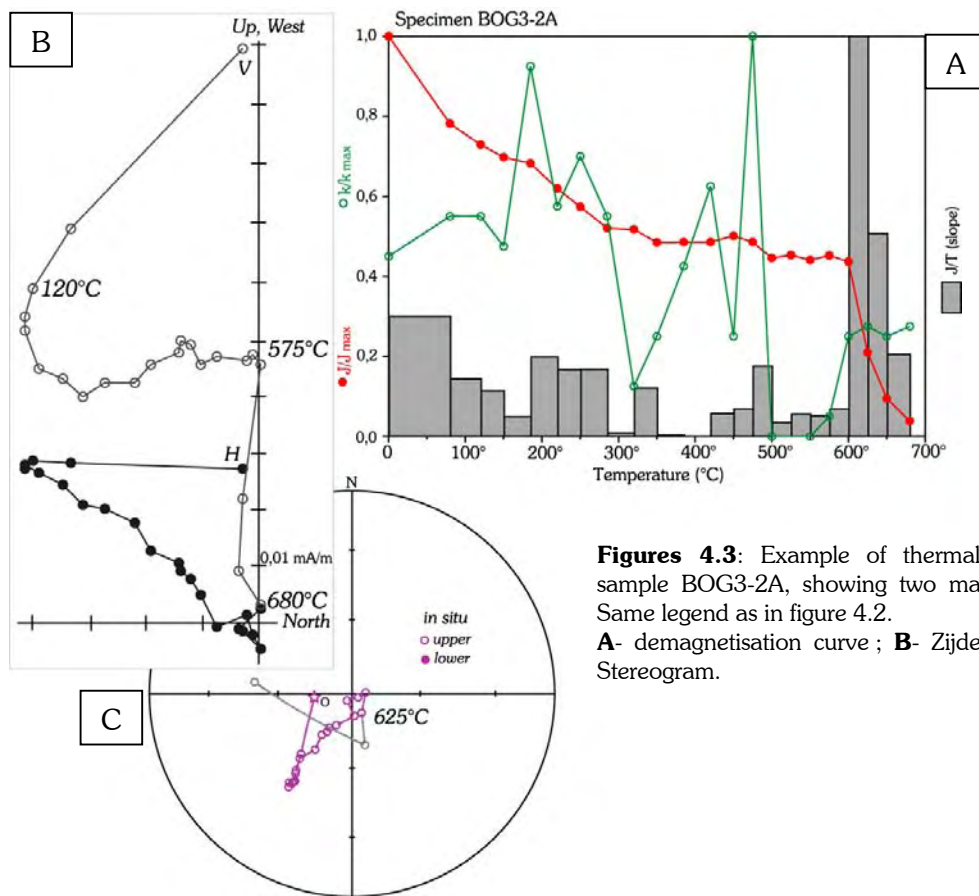 B
Up, West
V
120°C
575°C
H
0,01 mA/m
680°C
North
Specimen BOG3-2A
A
1,0
0,8
0,6
0,4
0,2
0,0
k/k max
J/J max
100°
200°
300°
400°
500°
600°
700°
Temperature (°C)
J/T (slope)
C
N
in situ
upper
lower
O
625°C
Figures 4.3: Example of thermal
sample BOG3-2A, showing two ma
Same legend as in figure 4.2.
A- demagnetisation curve ; B- Zijde
Stereogram.